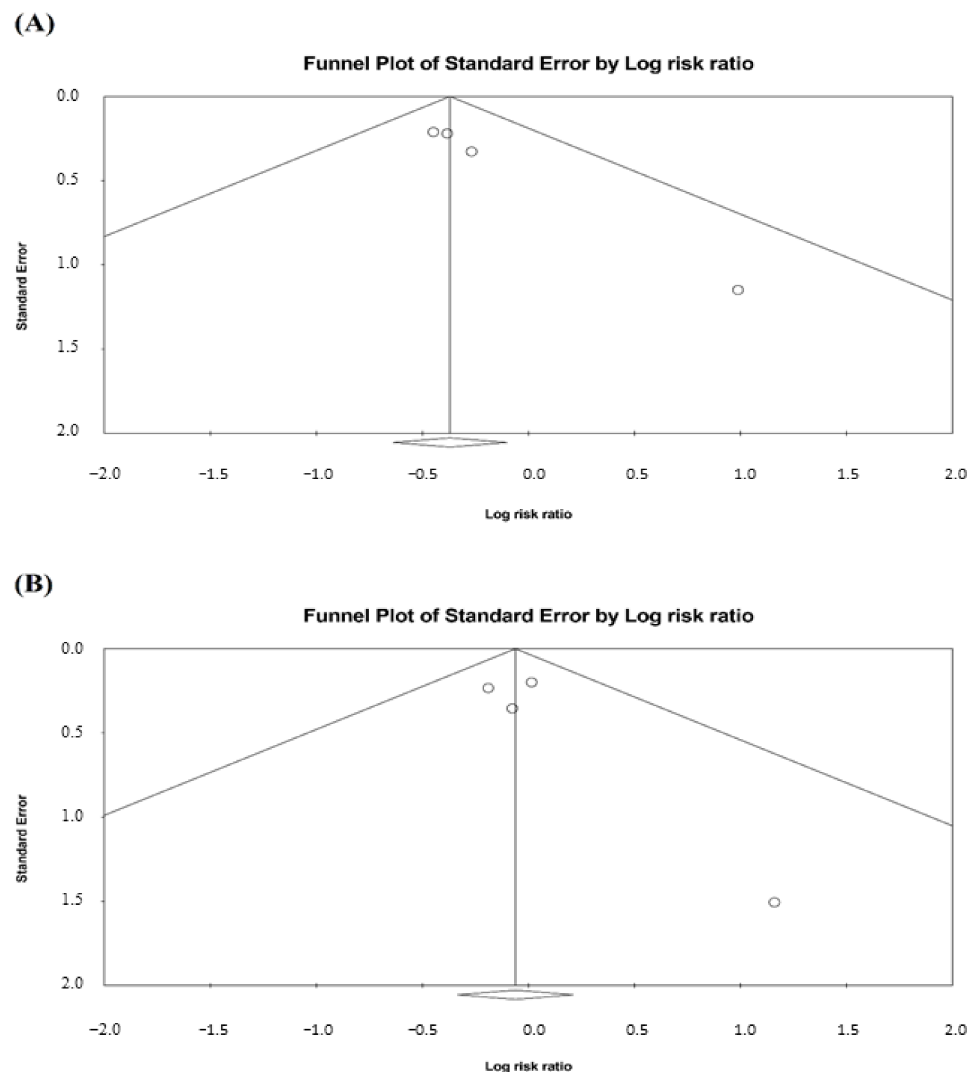 (A)
Funnel Plot of Standard Error by Log risk ratio
0.0
0.5
1.0
1.5
2.0
Standard Error
−2.0 −1.5 −1.0 −0.5 0.0 0.5 1.0 1.5 2.0
Log risk ratio
(B)
Funnel Plot of Standard Error by Log risk ratio
0.0
0.5
1.0
1.5
2.0
Standard Error
−2.0 −1.5 −1.0 −0.5 0.0 0.5 1.0 1.5 2.0
Log risk ratio